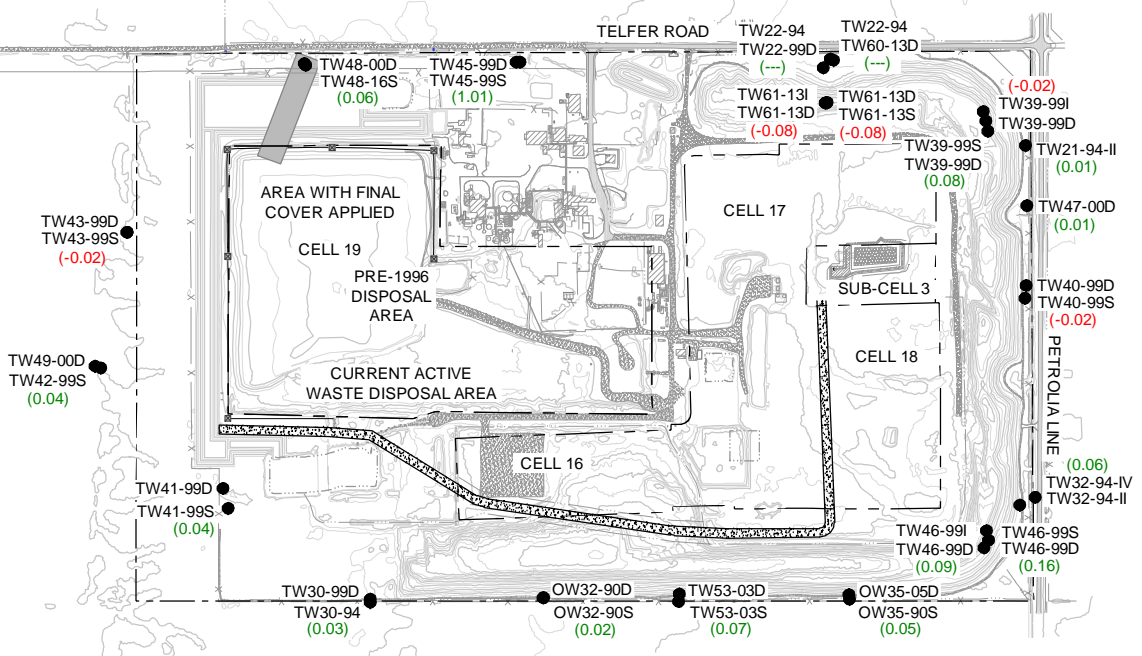 TELFER ROAD
TW22-94
TW22-99D
(---)
TW22-94
TW60-13D
(---)
TW48-00D
TW48-16S
(0.06)
TW45-99D
TW45-99S
(1.01)
TW61-13I
TW61-13D
(-0.08)
TW61-13D
TW61-13S
(-0.08)
(-0.02)
TW39-99I
TW39-99D
TW39-99S
TW39-99D
(0.08)
TW21-94-II
(0.01)
AREA WITH FINAL
COVER APPLIED
CELL 19
CELL 17
TW47-00D
(0.01)
TW43-99D
TW43-99S
(-0.02)
PRE-1996
DISPOSAL
AREA
SUB-CELL 3
TW40-99D
TW40-99S
(-0.02)
TW49-00D
TW42-99S
(0.04)
CURRENT ACTIVE
WASTE DISPOSAL AREA
CELL 18
PETROLIA LINE
CELL 16
(0.06)
TW32-94-IV
TW32-94-II
TW41-99D
TW41-99S
(0.04)
TW46-99I
TW46-99D
(0.09)
TW46-99S
TW46-99D
(0.16)
TW30-99D
TW30-94
(0.03)
OW32-90D
OW32-90S
(0.02)
TW53-03D
TW53-03S
(0.07)
OW35-05D
OW35-90S
(0.05)